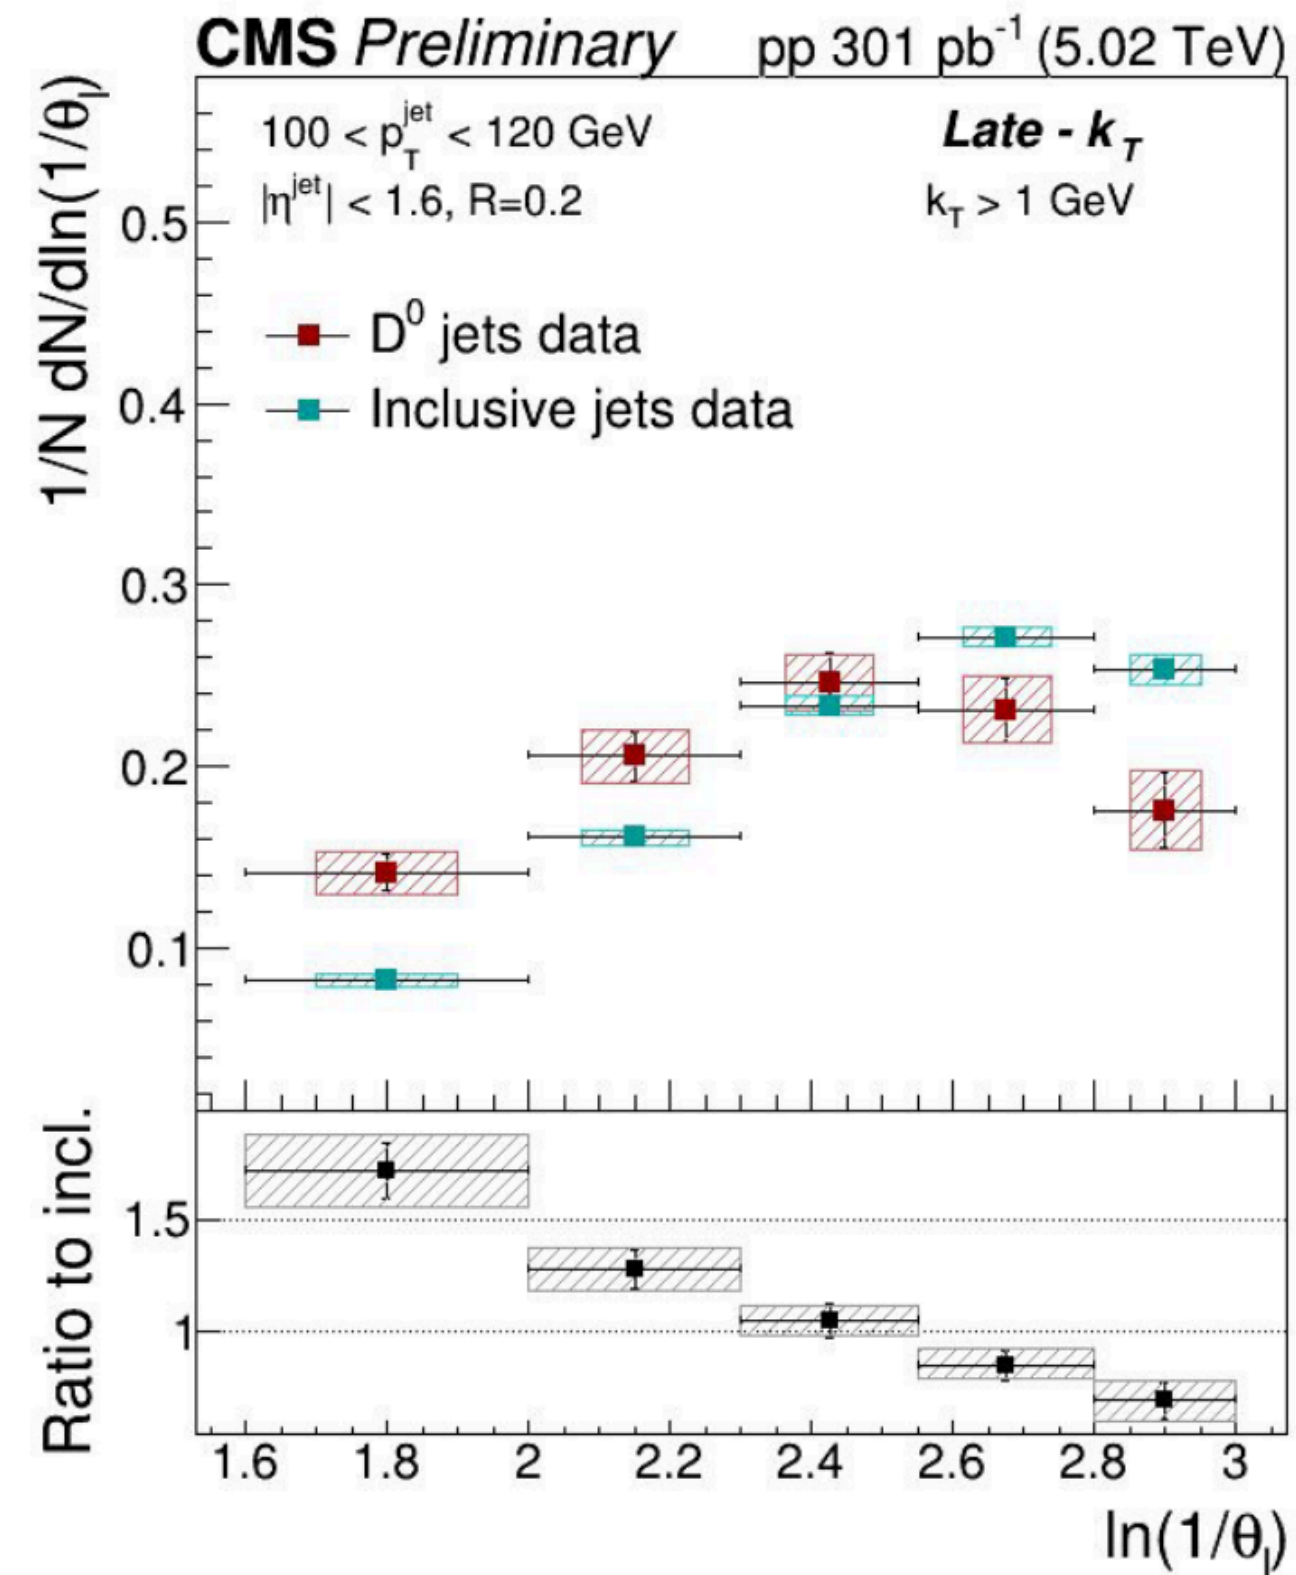 CMS Preliminary pp 301 pb⁻¹ (5.02 TeV)
100 < p_T^jet < 120 GeV
|η^jet| < 1.6, R=0.2
Late - k_T
k_T > 1 GeV
D⁰ jets data
Inclusive jets data
1/N dN/dln(1/θ_l)
0.5
0.4
0.3
0.2
0.1
Ratio to incl.
1.5
1
1.6 1.8 2 2.2 2.4 2.6 2.8 3
ln(1/θ_l)